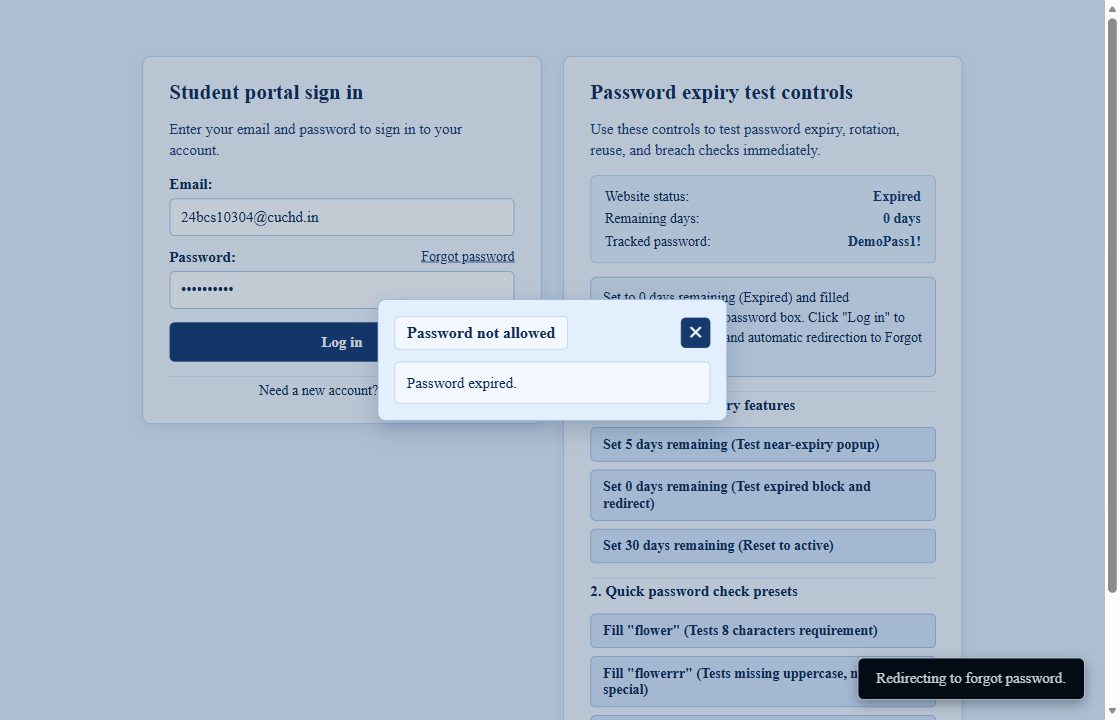 Student portal sign in
Enter your email and password to sign in to your
account.
Email:
24bcs10304@cuchd.in
Password:
Forgot password
••••••••••
Log in
Need a new account?
Password expiry test controls
Use these controls to test password expiry, rotation,
reuse, and breach checks immediately.
Website status: Expired
Remaining days: 0 days
Tracked password: DemoPass1!
Set to 0 days remaining (Expired) and filled
password box. Click "Log in" to
and automatic redirection to Forgot
features
Set 5 days remaining (Test near-expiry popup)
Set 0 days remaining (Test expired block and
redirect)
Set 30 days remaining (Reset to active)
2. Quick password check presets
Fill "flower" (Tests 8 characters requirement)
Fill "flowerrr" (Tests missing uppercase,
special)
Password not allowed
Password expired.
Redirecting to forgot password.